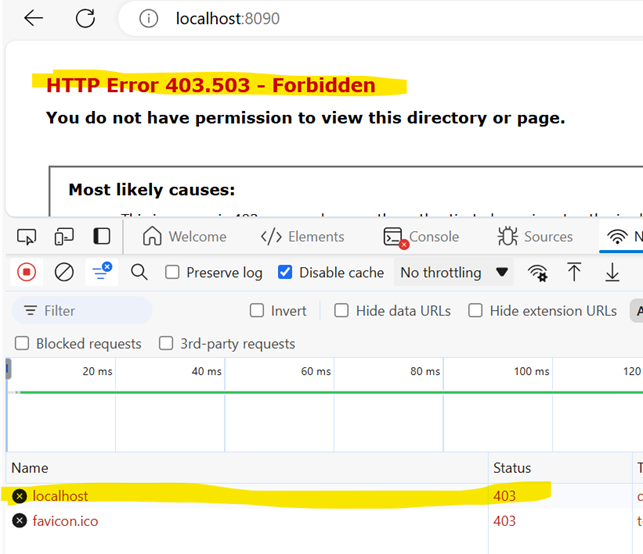 localhost:8090
HTTP Error 403.503 - Forbidden
You do not have permission to view this directory or page.
Most likely causes:
Welcome Elements Console Sources N
Preserve log Disable cache No throttling
Filter Invert Hide data URLs Hide extension URLs A
Blocked requests 3rd-party requests
20 ms 40 ms 60 ms 80 ms 100 ms 120
Name Status T
localhost 403 d
favicon.ico 403 t